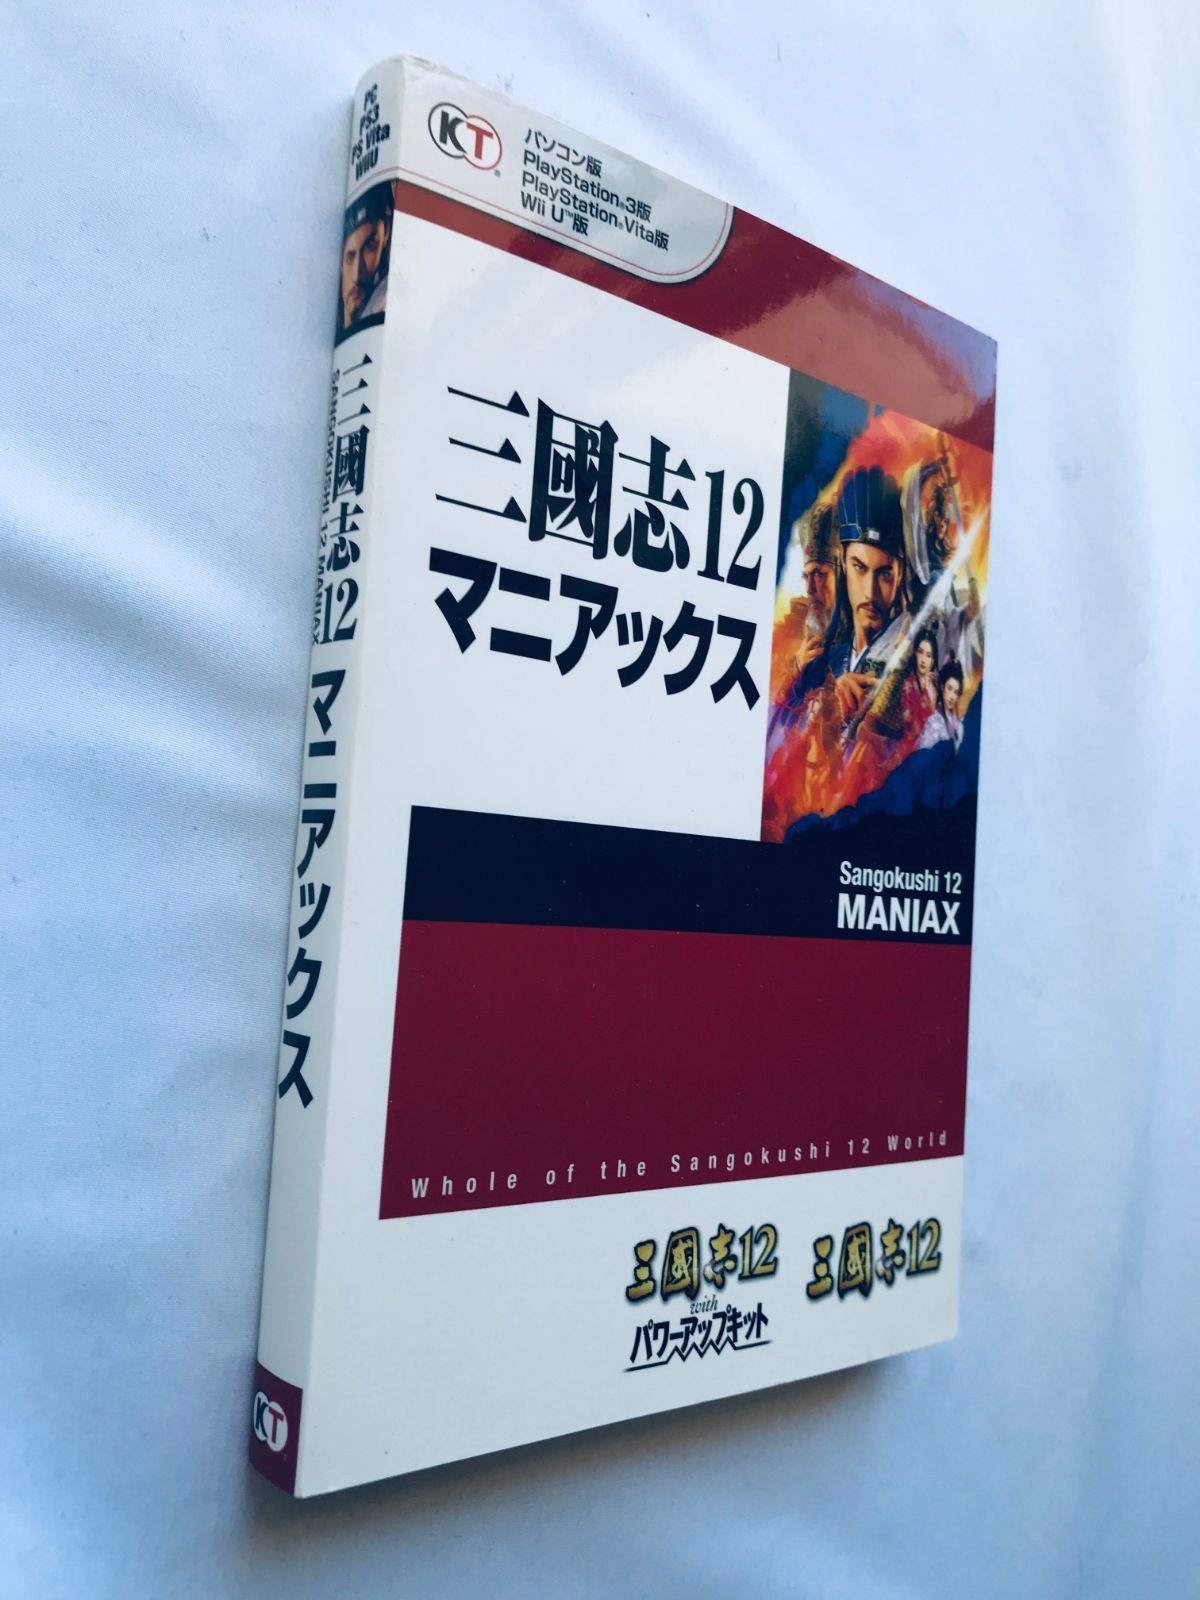 PC
PS3
PS Vita
WiiU
三國志12
SANGOKUSHI 12 MANIAX
マニアックス
KT
KT
パソコン版
PlayStation®3版
PlayStation®Vita版
Wii U™版
三國志12
マニアックス
Sangokushi 12
MANIAX
Whole of the Sangokushi 12 World
三國志12
with
パワーアップキット
三國志12